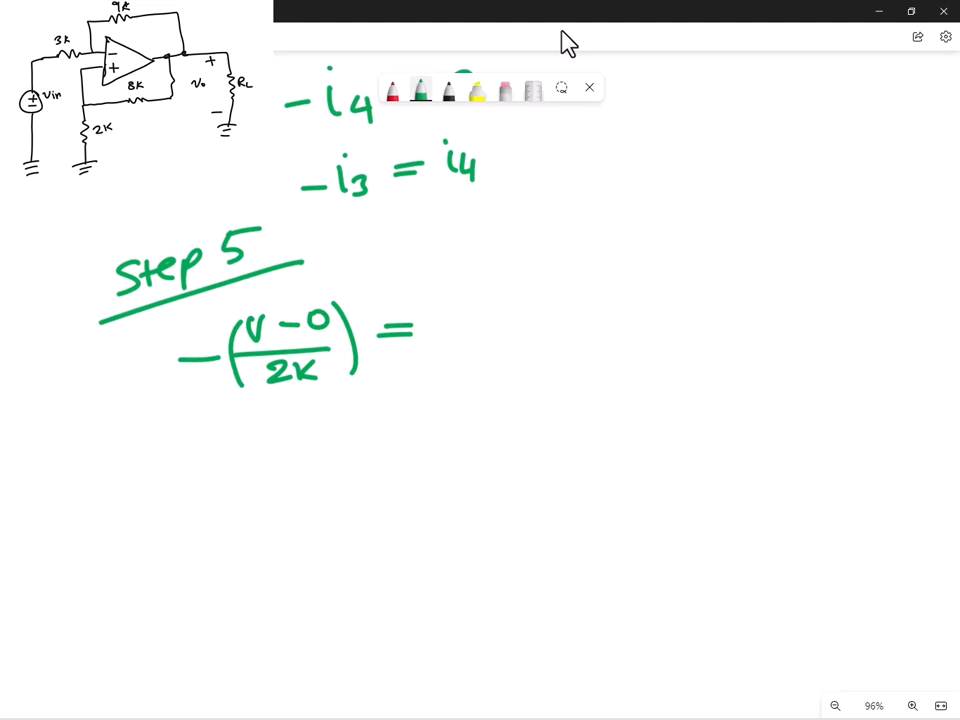 9K
3K
-
+
+
Vin
8K
Vo
RL
2K
-
+
-i4
-i3 = i4
Step 5
-(V - 0 / 2K) =
96%